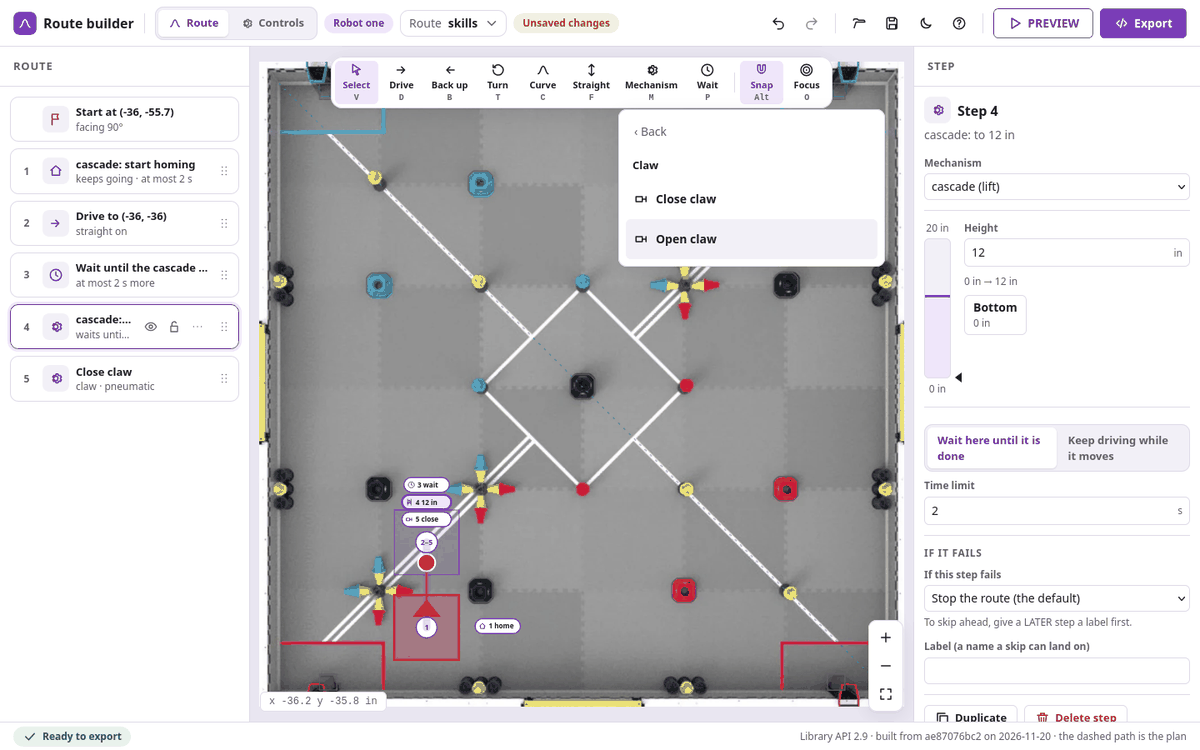 Route builder
Route
Controls
Robot one
Route skills
Unsaved changes
PREVIEW
Export
ROUTE
Start at (-36, -55.7)
facing 90°
1
cascade: start homing
keeps going · at most 2 s
2
Drive to (-36, -36)
straight on
3
Wait until the cascade ...
at most 2 s more
4
cascade:...
waits unti...
5
Close claw
claw · pneumatic
Select
V
Drive
D
Back up
B
Turn
T
Curve
C
Straight
F
Mechanism
M
Wait
P
Snap
Alt
Focus
O
‹ Back
Claw
Close claw
Open claw
3 wait
4 12 in
5 close
2–5
1
1 home
x -36.2 y -35.8 in
STEP
Step 4
cascade: to 12 in
Mechanism
cascade (lift)
20 in
0 in
Height
12 in
0 in → 12 in
Bottom
0 in
Wait here until it is done
Keep driving while it moves
Time limit
2 s
IF IT FAILS
If this step fails
Stop the route (the default)
To skip ahead, give a LATER step a label first.
Label (a name a skip can land on)
Duplicate
Delete step
Ready to export
Library API 2.9 · built from ae87076bc2 on 2026-11-20 · the dashed path is the plan